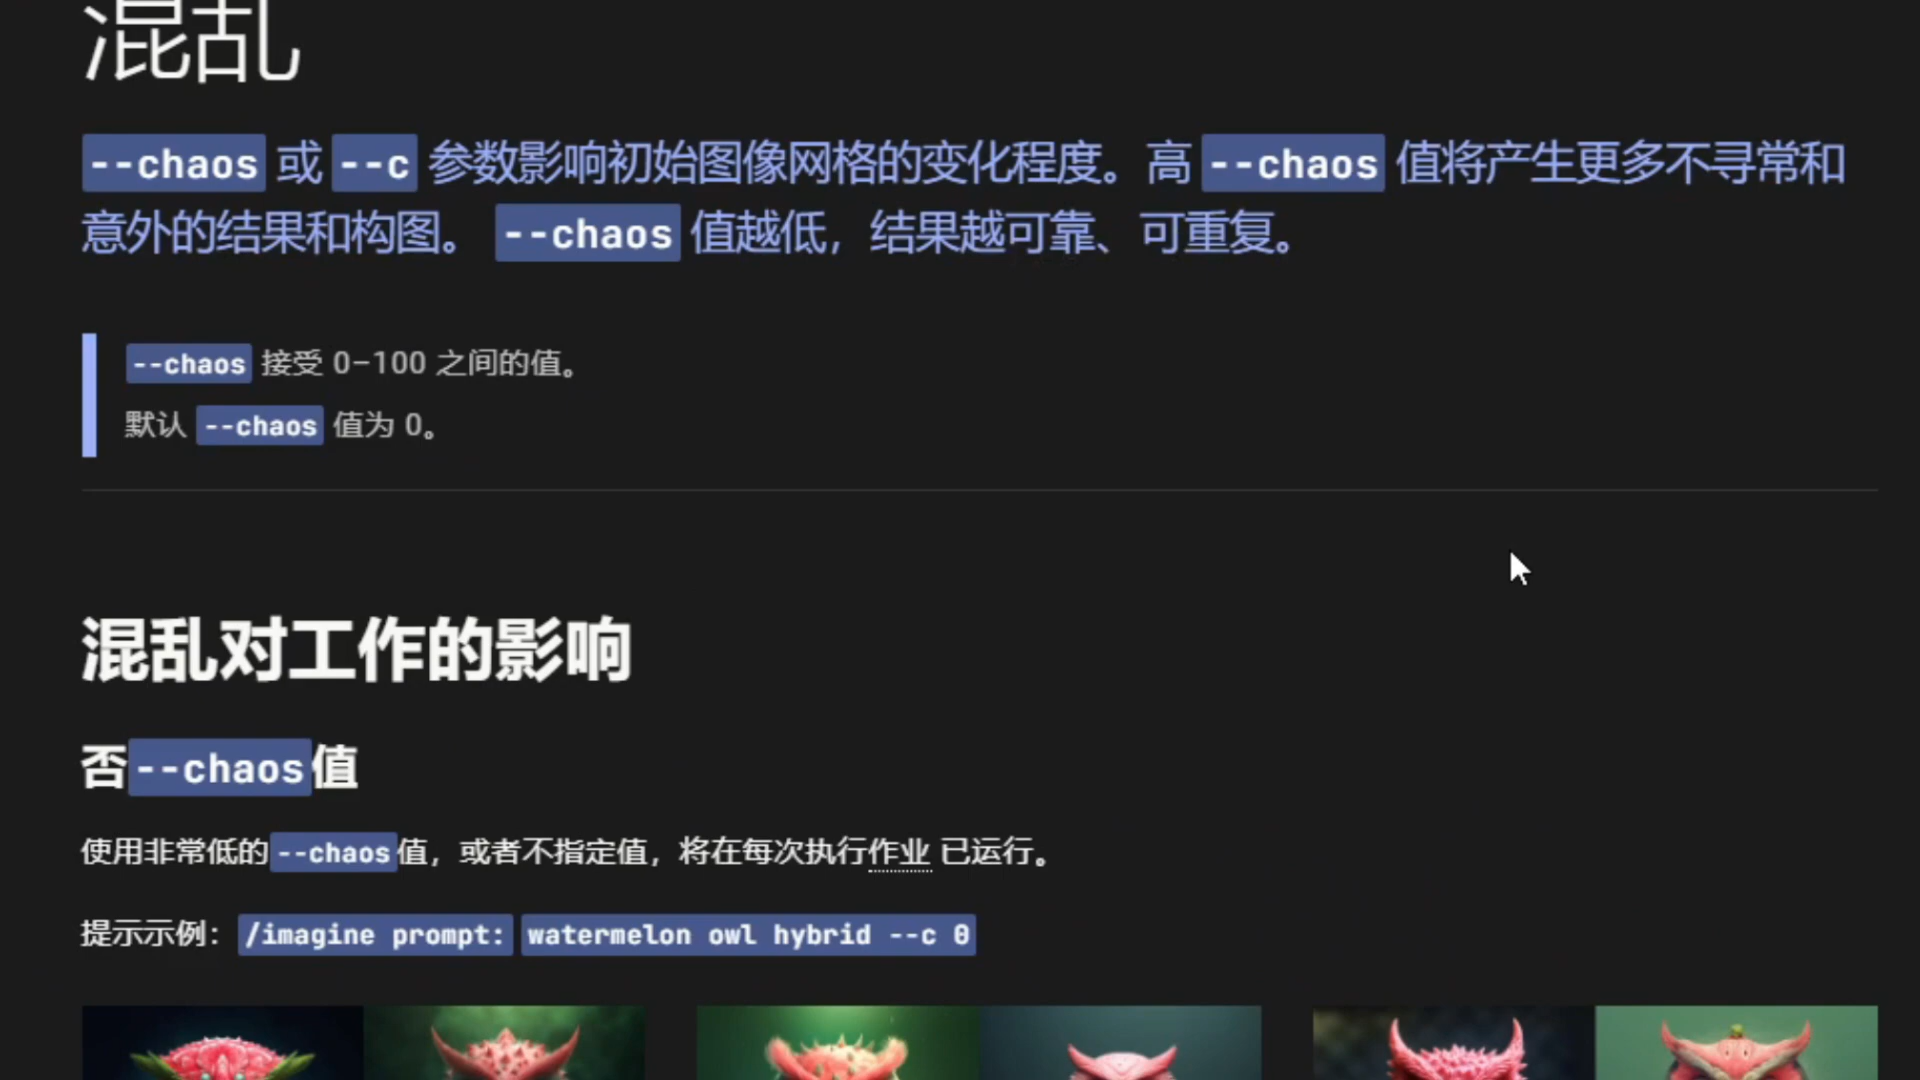 混乱
--chaos 或 --c 参数影响初始图像网格的变化程度。高 --chaos 值将产生更多不寻常和
意外的结果和构图。 --chaos 值越低，结果越可靠、可重复。
--chaos 接受 0–100 之间的值。
默认 --chaos 值为 0。
混乱对工作的影响
否--chaos值
使用非常低的--chaos值，或者不指定值，将在每次执行作业 已运行。
提示示例： /imagine prompt: watermelon owl hybrid --c 0